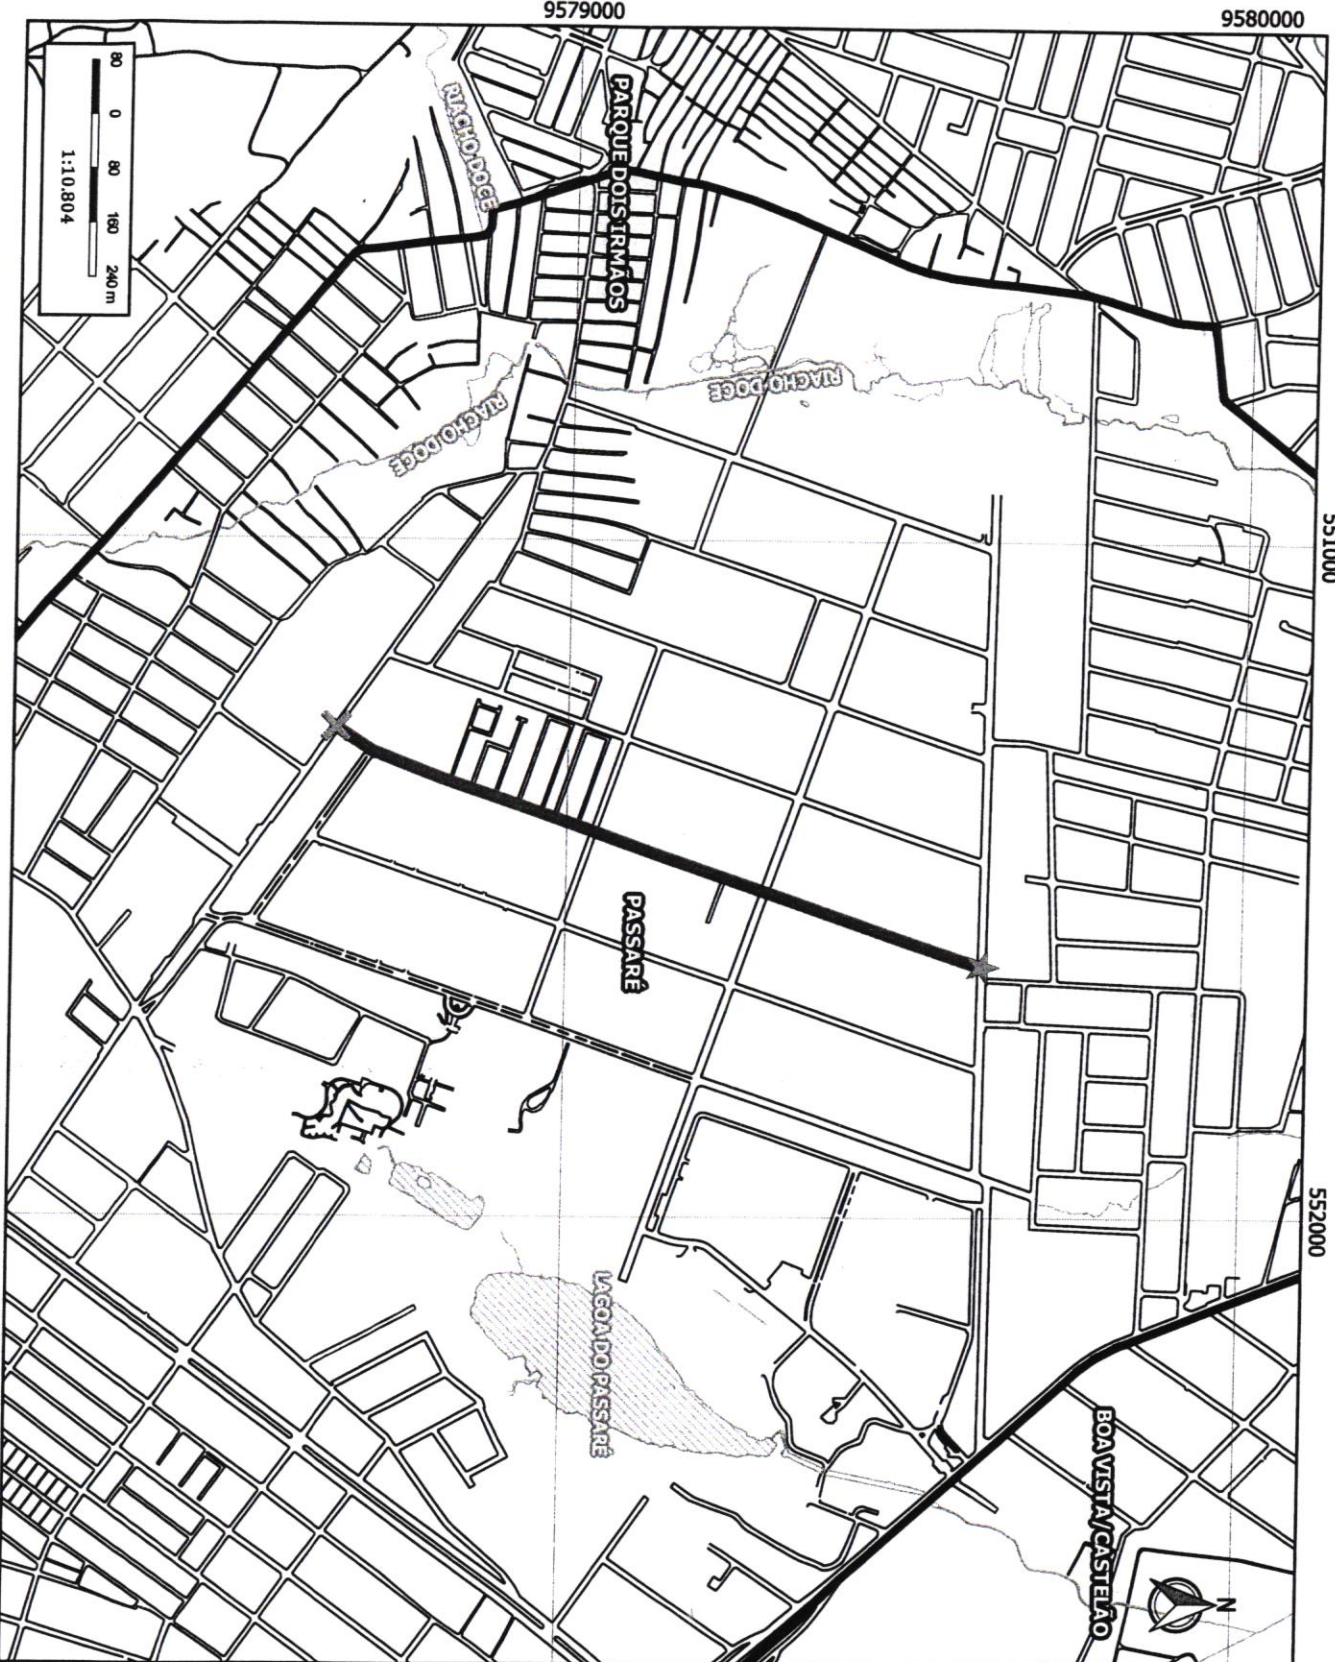 9579000
9580000
551000
552000
80 0 80 160 240 m
1:10.804
RIACHO DOCE
PARQUE DOIS IRMÃOS
RIACHO DOCE
RIACHO DOCE
PASSARÉ
LAGOA DO PASSARÉ
BOA VISTA/CASTELÃO
N